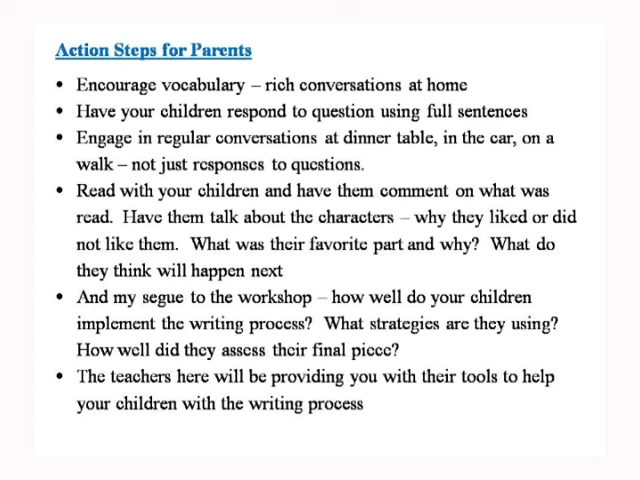 Action Steps for Parents
• Encourage vocabulary – rich conversations at home
• Have your children respond to question using full sentences
• Engage in regular conversations at dinner table, in the car, on a
walk – not just responses to questions.
• Read with your children and have them comment on what was
read. Have them talk about the characters – why they liked or did
not like them. What was their favorite part and why? What do
they think will happen next
• And my segue to the workshop – how well do your children
implement the writing process? What strategies are they using?
How well did they assess their final piece?
• The teachers here will be providing you with their tools to help
your children with the writing process